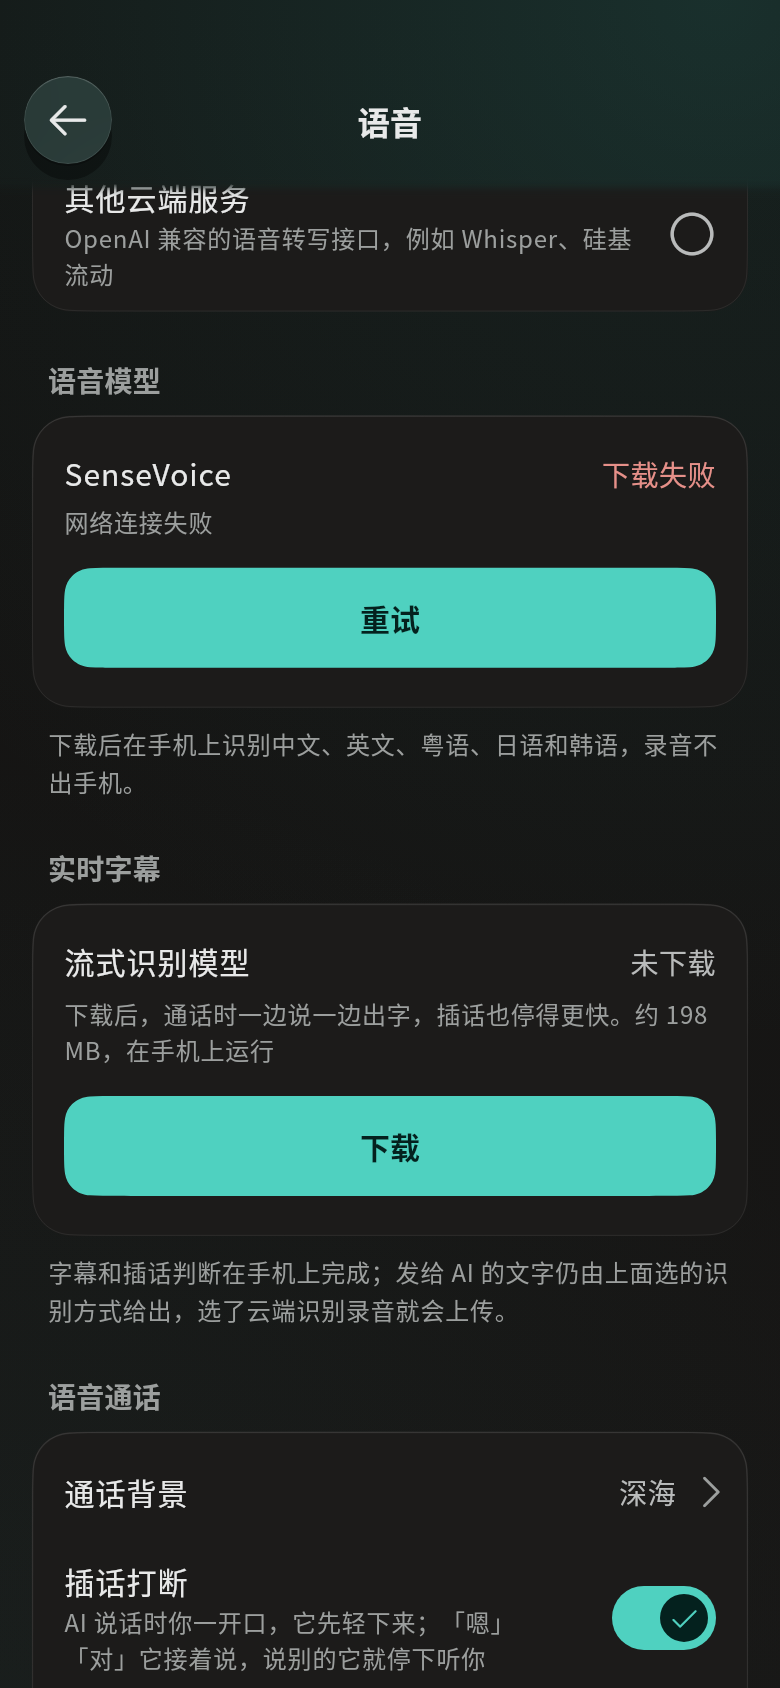 语音
其他云端服务
OpenAI 兼容的语音转写接口，例如 Whisper、硅基
流动
语音模型
SenseVoice
下载失败
网络连接失败
重试
下载后在手机上识别中文、英文、粤语、日语和韩语，录音不
出手机。
实时字幕
流式识别模型
未下载
下载后，通话时一边说一边出字，插话也停得更快。约 198
MB，在手机上运行
下载
字幕和插话判断在手机上完成；发给 AI 的文字仍由上面选的识
别方式给出，选了云端识别录音就会上传。
语音通话
通话背景
深海
插话打断
AI 说话时你一开口，它先轻下来；「嗯」
「对」它接着说，说别的它就停下听你